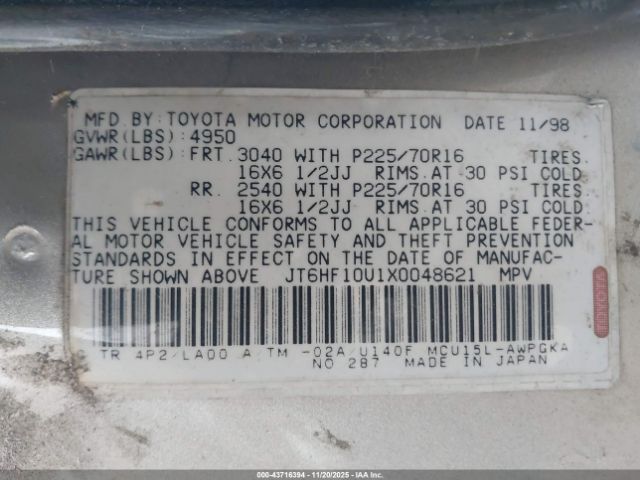 MFD.BY:TOYOTA MOTOR CORPORATION DATE 11/98
GVWR(LBS):4950
GAWR(LBS):FRT.3040 WITH P225/70R16 TIRES.
16X6 1/2JJ RIMS.AT 30 PSI COLD
RR. 2540 WITH P225/70R16 TIRES.
16X6 1/2JJ RIMS.AT 30 PSI COLD.
THIS VEHICLE CONFORMS TO ALL APPLICABLE FEDER-
AL MOTOR VEHICLE SAFETY AND THEFT PREVENTION
STANDARDS IN EFFECT ON THE DATE OF MANUFAC-
TURE SHOWN ABOVE JT6HF10U1X0048621 MPV
TOYOTA
TR 4P2/LA00 A/TM -02A/U140F MCU15L-AWPGKA
NO 287 MADE IN JAPAN
000-43716394 - 11/20/2025 - IAAI.COM